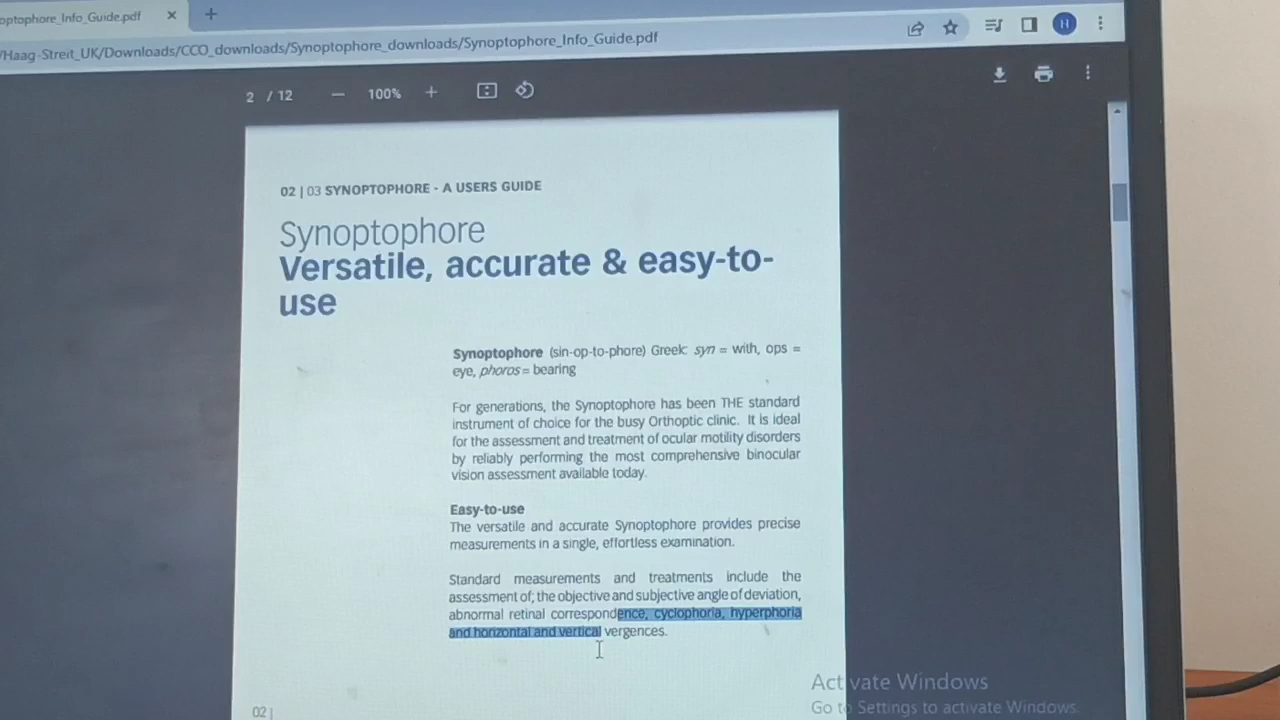 optophore_Info_Guide.pdf
/Haag-Streit_UK/Downloads/CCO_downloads/Synoptophore_downloads/Synoptophore_Info_Guide.pdf
H
2 / 12
100%
02 | 03 SYNOPTOPHORE - A USERS GUIDE
Synoptophore
Versatile, accurate & easy-to-
use
Synoptophore (sin-op-to-phore) Greek: syn = with, ops =
eye, phoros = bearing
For generations, the Synoptophore has been THE standard
instrument of choice for the busy Orthoptic clinic. It is ideal
for the assessment and treatment of ocular motility disorders
by reliably performing the most comprehensive binocular
vision assessment available today.
Easy-to-use
The versatile and accurate Synoptophore provides precise
measurements in a single, effortless examination.
Standard measurements and treatments include the
assessment of; the objective and subjective angle of deviation,
abnormal retinal correspondence, cyclophoria, hyperphoria
and horizontal and vertical vergences.
02 |
Activate Windows
Go to Settings to activate Windows.